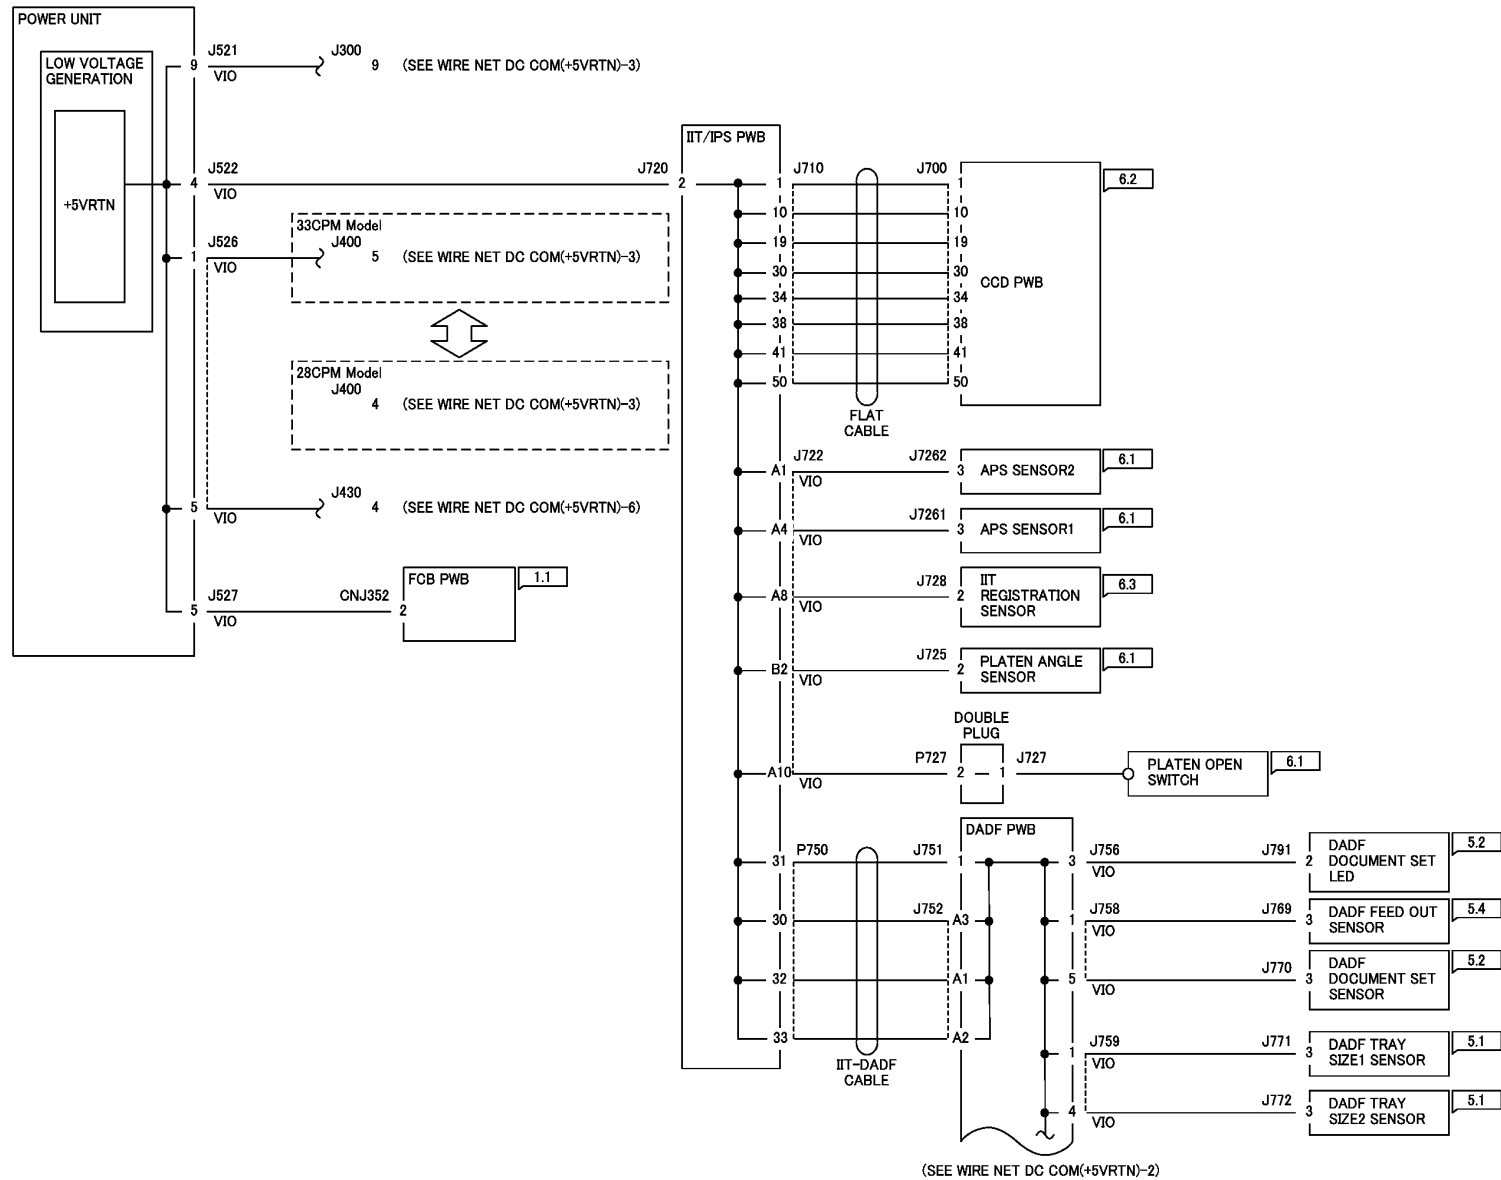 POWER UNIT
LOW VOLTAGE
GENERATION
+5VRTN
9
J521
VIO
J300
9
(SEE WIRE NET DC COM(+5VRTN)-3)
4
J522
VIO
J720
2
IIT/IPS PWB
1
J526
VIO
33CPM Model
J400
5
(SEE WIRE NET DC COM(+5VRTN)-3)
28CPM Model
J400
4
(SEE WIRE NET DC COM(+5VRTN)-3)
5
VIO
J430
4
(SEE WIRE NET DC COM(+5VRTN)-6)
5
J527
VIO
CNJ352
2
FCB PWB
1.1
1
J710
J700
1
10
10
19
19
30
30
34
34
38
38
41
41
50
50
CCD PWB
6.2
FLAT
CABLE
A1
J722
VIO
J7262
3
APS SENSOR2
6.1
A4
VIO
J7261
3
APS SENSOR1
6.1
A8
VIO
J728
2
IIT
REGISTRATION
SENSOR
6.3
B2
VIO
J725
2
PLATEN ANGLE
SENSOR
6.1
DOUBLE
PLUG
A10
VIO
P727
2
1
J727
PLATEN OPEN
SWITCH
6.1
DADF PWB
31
P750
J751
1
30
J752
A3
32
A1
33
A2
IIT-DADF
CABLE
3
J756
VIO
J791
2
DADF
DOCUMENT SET
LED
5.2
1
J758
VIO
J769
3
DADF FEED OUT
SENSOR
5.4
5
VIO
J770
3
DADF
DOCUMENT SET
SENSOR
5.2
1
J759
VIO
J771
3
DADF TRAY
SIZE1 SENSOR
5.1
4
VIO
J772
3
DADF TRAY
SIZE2 SENSOR
5.1
(SEE WIRE NET DC COM(+5VRTN)-2)